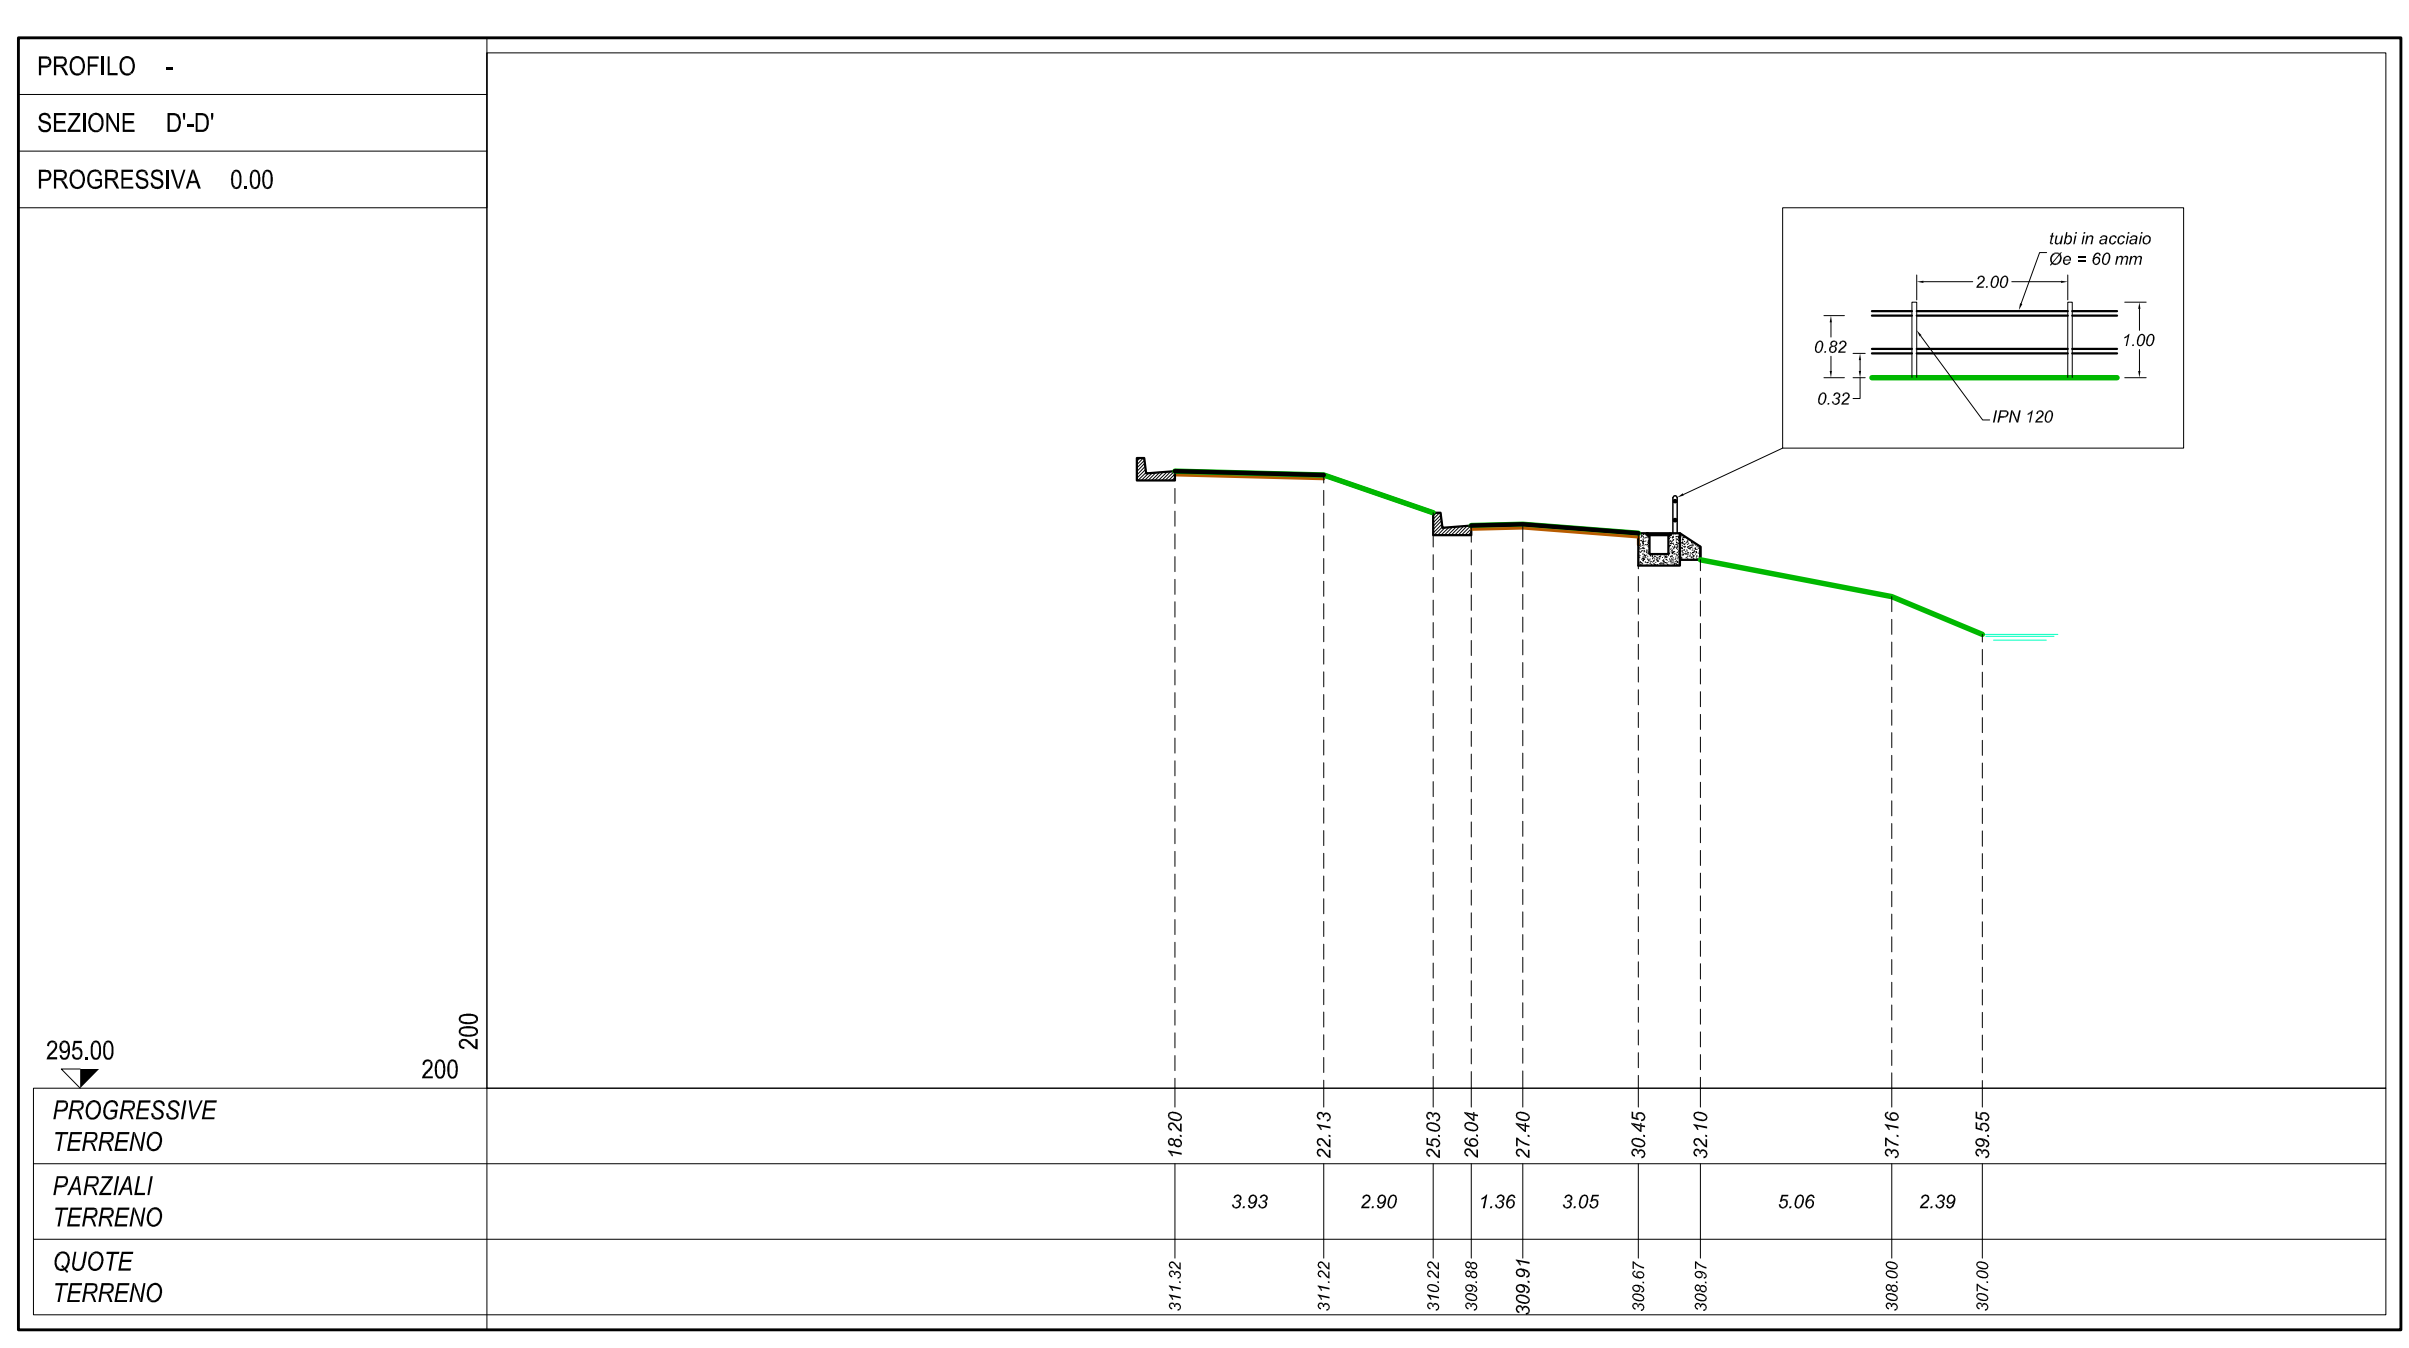 PROFILO -
SEZIONE D'-D'
PROGRESSIVA 0.00
tubi in acciaio
Øe = 60 mm
2.00
0.82
1.00
0.32
IPN 120
200
295.00
200
PROGRESSIVE
TERRENO
18.20 22.13 25.03 26.04 27.40 30.45 32.10 37.16 39.55
PARZIALI
TERRENO
3.93 2.90 1.36 3.05 5.06 2.39
QUOTE
TERRENO
311.32 311.22 310.22 309.88 309.91 309.67 308.97 308.00 307.00